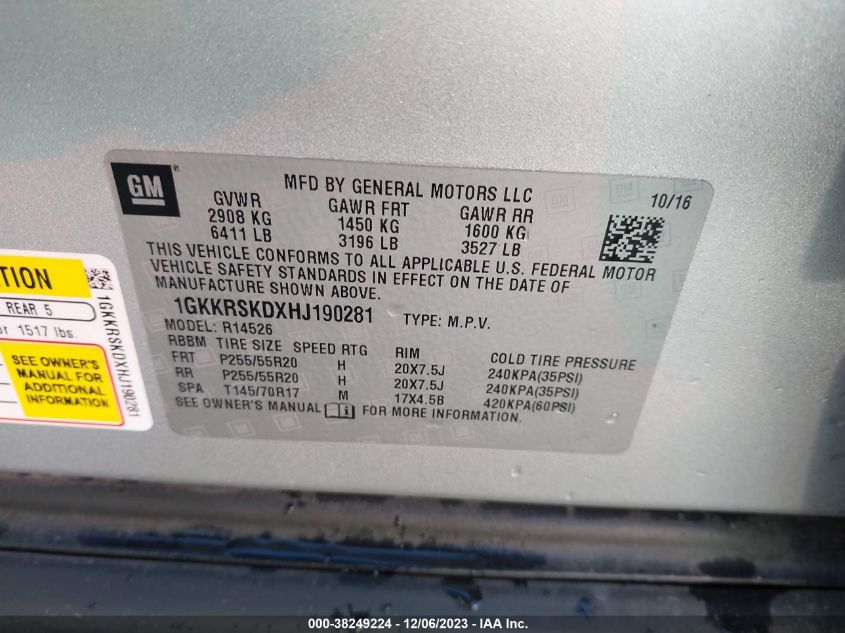 GM
MFD BY GENERAL MOTORS LLC
10/16
GVWR GAWR FRT GAWR RR
2908 KG 1450 KG 1600 KG
6411 LB 3196 LB 3527 LB
THIS VEHICLE CONFORMS TO ALL APPLICABLE U.S. FEDERAL MOTOR
VEHICLE SAFETY STANDARDS IN EFFECT ON THE DATE OF
MANUFACTURE SHOWN ABOVE.
1GKKRSKDXHJ190281 TYPE: M.P.V.
MODEL: R14526
RBBM TIRE SIZE SPEED RTG RIM COLD TIRE PRESSURE
FRT P255/55R20 H 20X7.5J 240KPA(35PSI)
RR P255/55R20 H 20X7.5J 240KPA(35PSI)
SPA T145/70R17 M 17X4.5B 420KPA(60PSI)
SEE OWNER'S MANUAL FOR MORE INFORMATION.
REAR 5
1517 lbs.
SEE OWNER'S
MANUAL FOR
ADDITIONAL
INFORMATION
1GKKRSKDXHJ190281
000-38249224 - 12/06/2023 - IAA Inc.